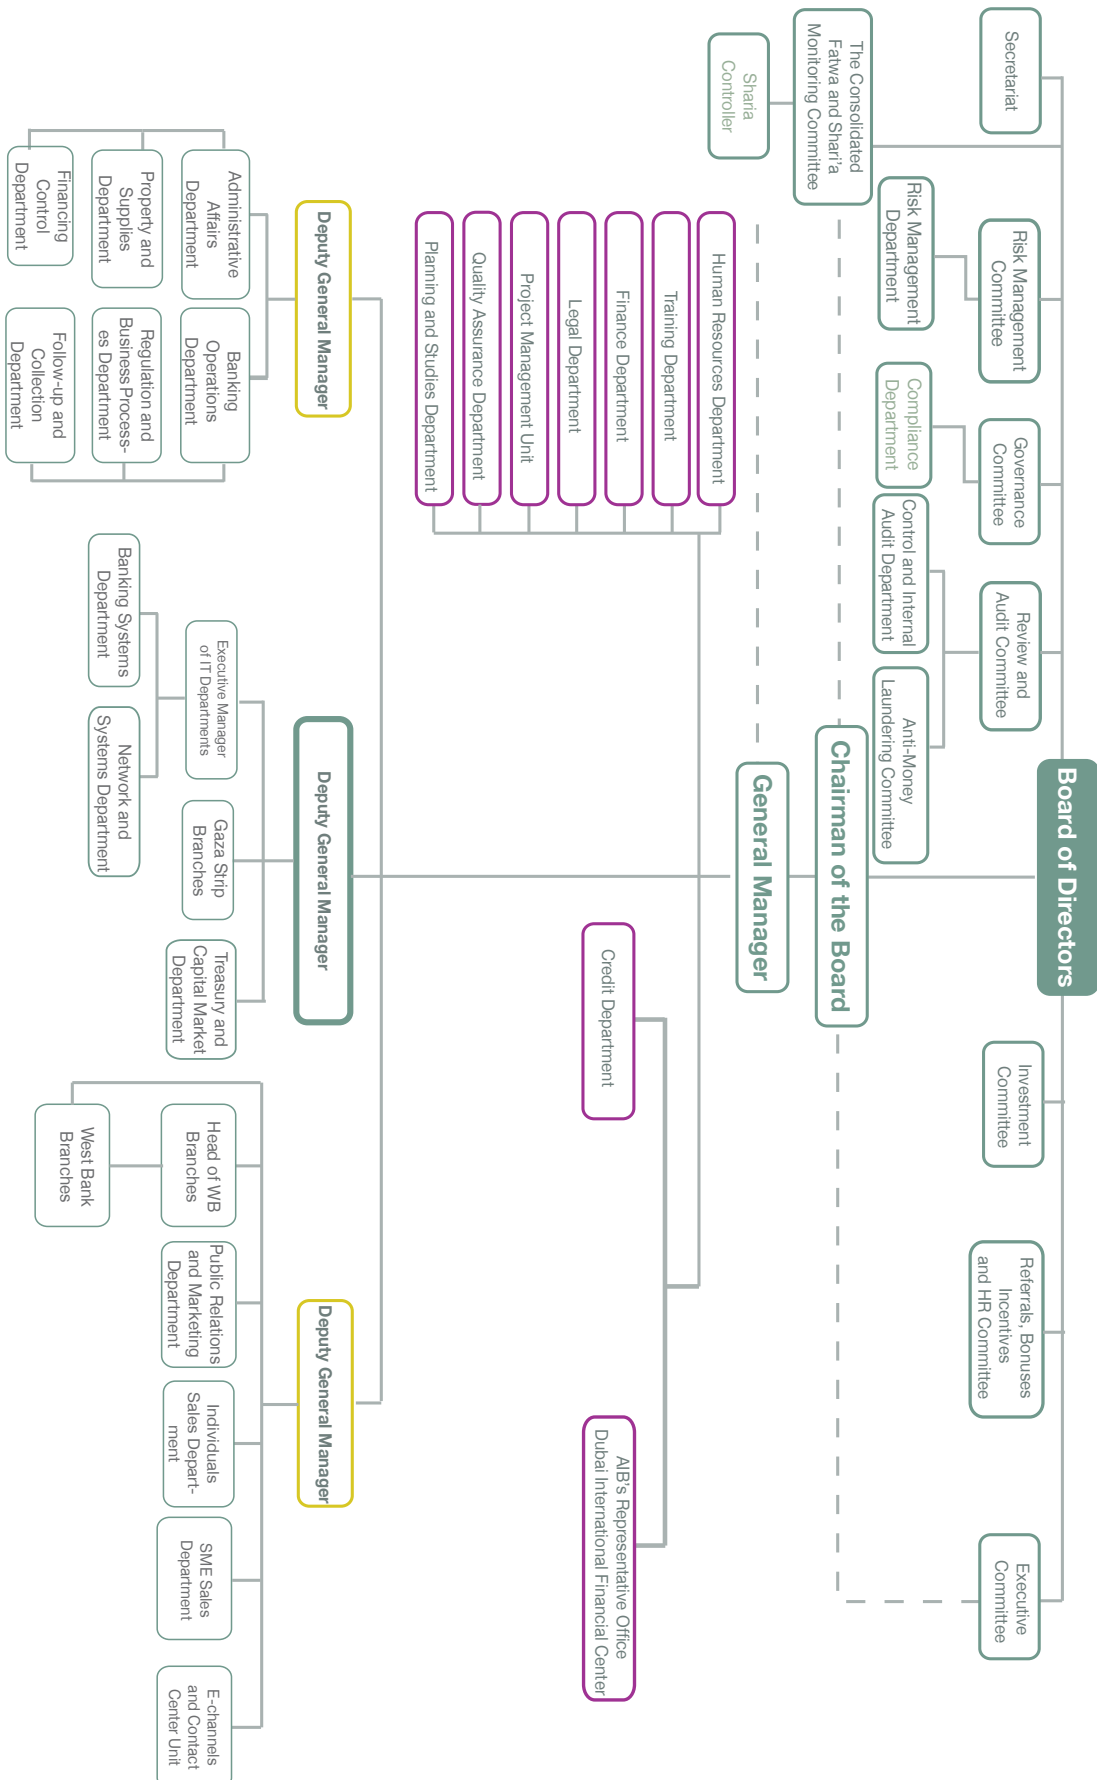 Board of Directors
Secretariat
The Consolidated
Fatwa and Shari'a
Monitoring Committee
Sharia
Controller
Risk Management
Committee
Risk Management
Department
Governance
Committee
Compliance
Department
Review and
Audit Committee
Control and Internal
Audit Department
Anti-Money
Laundering Committee
Investment
Committee
Referrals, Bonuses
Incentives
and HR Committee
Executive
Committee
Chairman of the Board
General Manager
Human Resources Department
Training Department
Finance Department
Legal Department
Project Management Unit
Quality Assurance Department
Planning and Studies Department
Credit Department
AIB's Representative Office
Dubai International Financial Center
Deputy General Manager
Administrative
Affairs
Department
Banking
Operations
Department
Property and
Supplies
Department
Regulation and
Business Process-
es Department
Financing
Control
Department
Follow-up and
Collection
Department
Deputy General Manager
Executive Manager
of IT Departments
Banking Systems
Department
Network and
Systems Department
Gaza Strip
Branches
Treasury and
Capital Market
Department
Deputy General Manager
Head of WB
Branches
West Bank
Branches
Public Relations
and Marketing
Department
Individuals
Sales Depart-
ment
SME Sales
Department
E-channels
and Contact
Center Unit